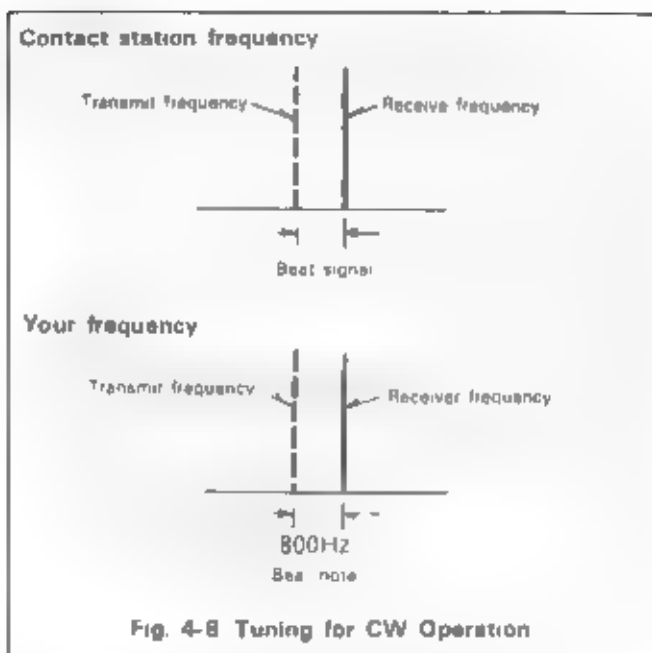 Contact station frequency
Transmit frequency Receive frequency
Beat signal
Your frequency
Transmit frequency Receiver frequency
800Hz
Beat note
Fig. 4-8 Tuning for CW Operation